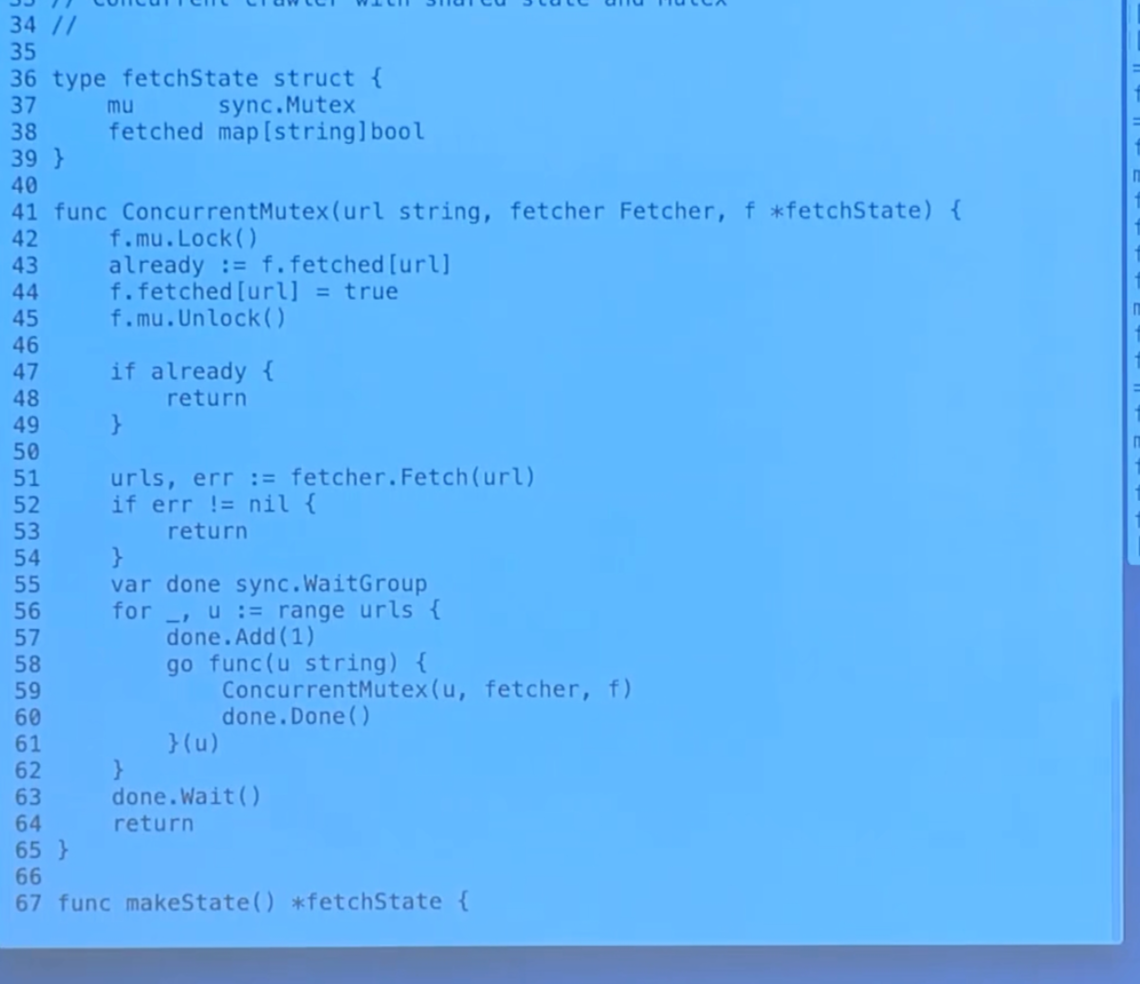 33 // Concurrent crawler with shared state and Mutex
34 //
35
36 type fetchState struct {
37     mu      sync.Mutex
38     fetched map[string]bool
39 }
40
41 func ConcurrentMutex(url string, fetcher Fetcher, f *fetchState) {
42     f.mu.Lock()
43     already := f.fetched[url]
44     f.fetched[url] = true
45     f.mu.Unlock()
46
47     if already {
48         return
49     }
50
51     urls, err := fetcher.Fetch(url)
52     if err != nil {
53         return
54     }
55     var done sync.WaitGroup
56     for _, u := range urls {
57         done.Add(1)
58         go func(u string) {
59             ConcurrentMutex(u, fetcher, f)
60             done.Done()
61         }(u)
62     }
63     done.Wait()
64     return
65 }
66
67 func makeState() *fetchState {